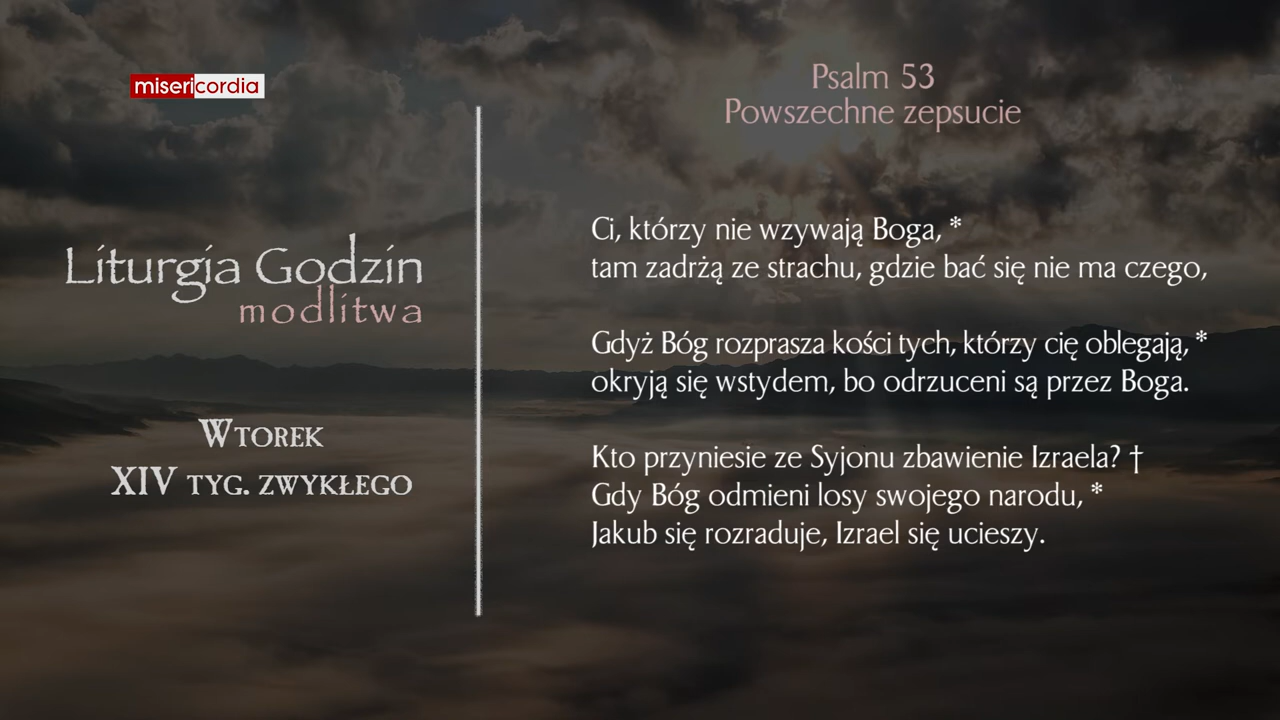 misericordia
Liturgia Godzin
modlitwa
Wtorek
XIV tyg. zwykłego
Psalm 53
Powszechne zepsucie
Ci, którzy nie wzywają Boga, *
tam zadrżą ze strachu, gdzie bać się nie ma czego,
Gdyż Bóg rozprasza kości tych, którzy cię oblegają, *
okryją się wstydem, bo odrzuceni są przez Boga.
Kto przyniesie ze Syjonu zbawienie Izraela? †
Gdy Bóg odmieni losy swojego narodu, *
Jakub się rozraduje, Izrael się ucieszy.